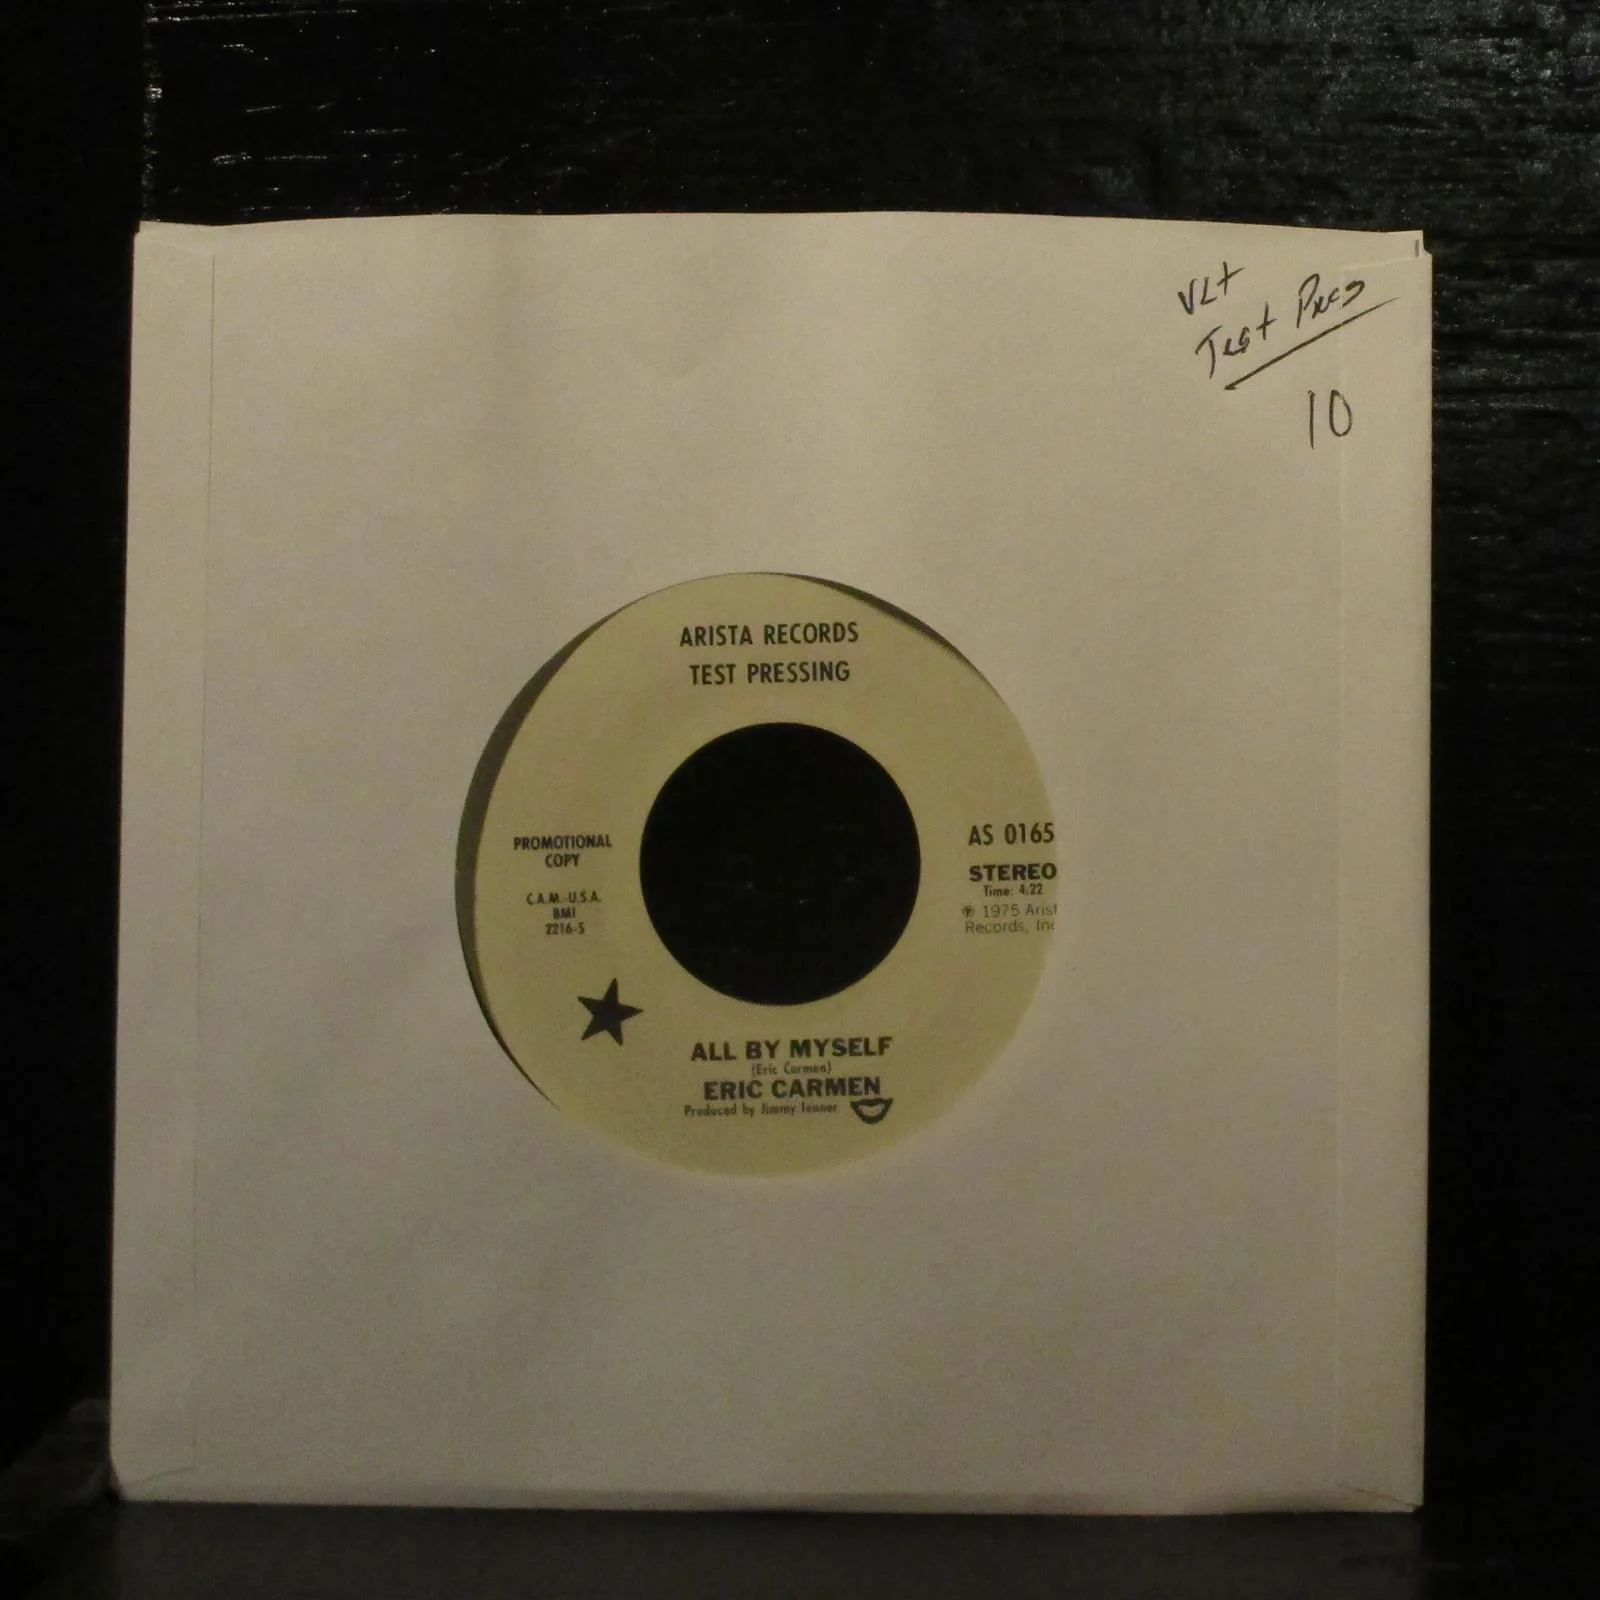 VG+
Test Pres
10
ARISTA RECORDS
TEST PRESSING
PROMOTIONAL
COPY
C.A.M.-U.S.A.
BMI
2216-S
AS 0165
STEREO
Time: 4:22
℗ 1975 Arist
Records, Inc
ALL BY MYSELF
(Eric Carmen)
ERIC CARMEN
Produced by Jimmy Ienner